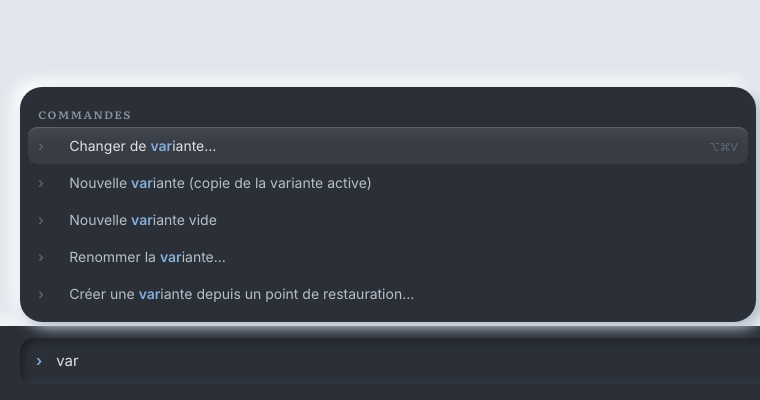 COMMANDES
› Changer de variante… ⌥⌘V
› Nouvelle variante (copie de la variante active)
› Nouvelle variante vide
› Renommer la variante…
› Créer une variante depuis un point de restauration…
› var